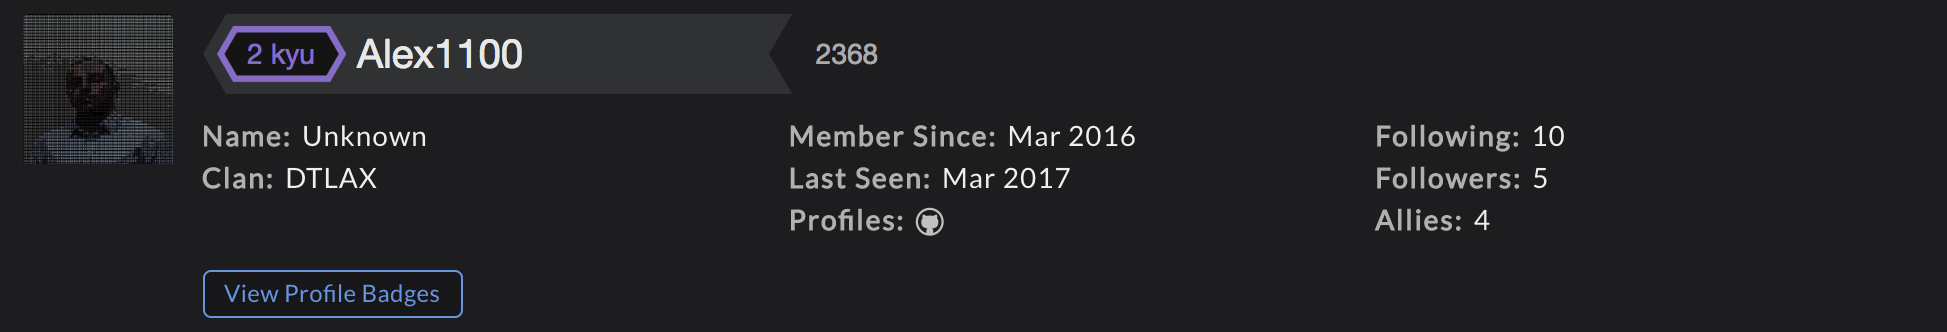 2 kyu Alex1100 2368
Name: Unknown
Clan: DTLAX
Member Since: Mar 2016
Last Seen: Mar 2017
Profiles:
Following: 10
Followers: 5
Allies: 4
View Profile Badges